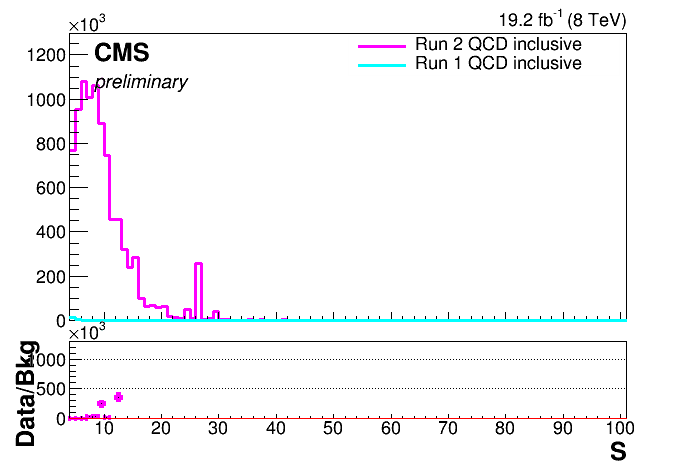 ×10³
19.2 fb⁻¹ (8 TeV)
CMS
preliminary
Run 2 QCD inclusive
Run 1 QCD inclusive
1200
1000
800
600
400
200
0
×10³
Data/Bkg
1000
500
0
10 20 30 40 50 60 70 80 90 100
S